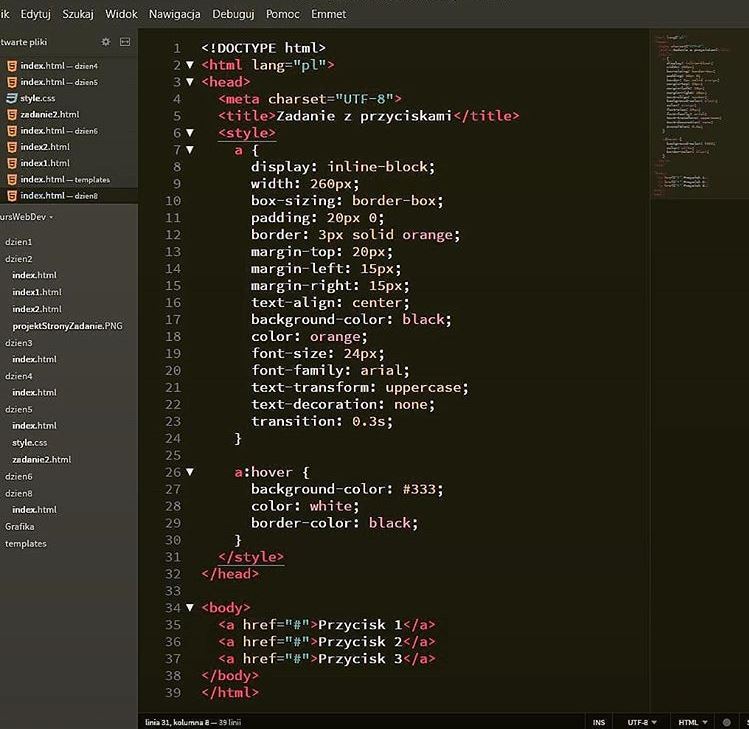 ik Edytuj Szukaj Widok Nawigacja Debuguj Pomoc Emmet
twarte pliki
index.html — dzien4
index.html — dzien5
style.css
zadanie2.html
index.html — dzien6
index2.html
index1.html
index.html — templates
index.html — dzien8
ursWebDev
dzien1
dzien2
index.html
index1.html
index2.html
projektStronyZadanie.PNG
dzien3
index.html
dzien4
index.html
dzien5
index.html
style.css
zadanie2.html
dzien6
dzien8
index.html
Grafika
templates
1 <!DOCTYPE html>
2 <html lang="pl">
3 <head>
4 <meta charset="UTF-8">
5 <title>Zadanie z przyciskami</title>
6 <style>
7 a {
8 display: inline-block;
9 width: 260px;
10 box-sizing: border-box;
11 padding: 20px 0;
12 border: 3px solid orange;
13 margin-top: 20px;
14 margin-left: 15px;
15 margin-right: 15px;
16 text-align: center;
17 background-color: black;
18 color: orange;
19 font-size: 24px;
20 font-family: arial;
21 text-transform: uppercase;
22 text-decoration: none;
23 transition: 0.3s;
24 }
25
26 a:hover {
27 background-color: #333;
28 color: white;
29 border-color: black;
30 }
31 </style>
32 </head>
33
34 <body>
35 <a href="#">Przycisk 1</a>
36 <a href="#">Przycisk 2</a>
37 <a href="#">Przycisk 3</a>
38 </body>
39 </html>
linia 31, kolumna 8 — 39 linii
INS UTF-8 HTML